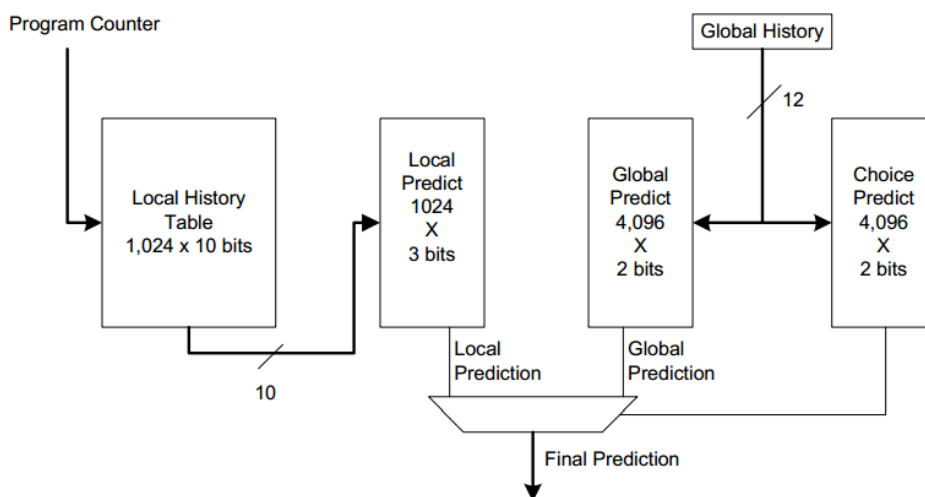 Program Counter
Global History
12
Local History
Table
1,024 x 10 bits
Local
Predict
1024
X
3 bits
Global
Predict
4,096
X
2 bits
Choice
Predict
4,096
X
2 bits
10
Local
Prediction
Global
Prediction
Final Prediction